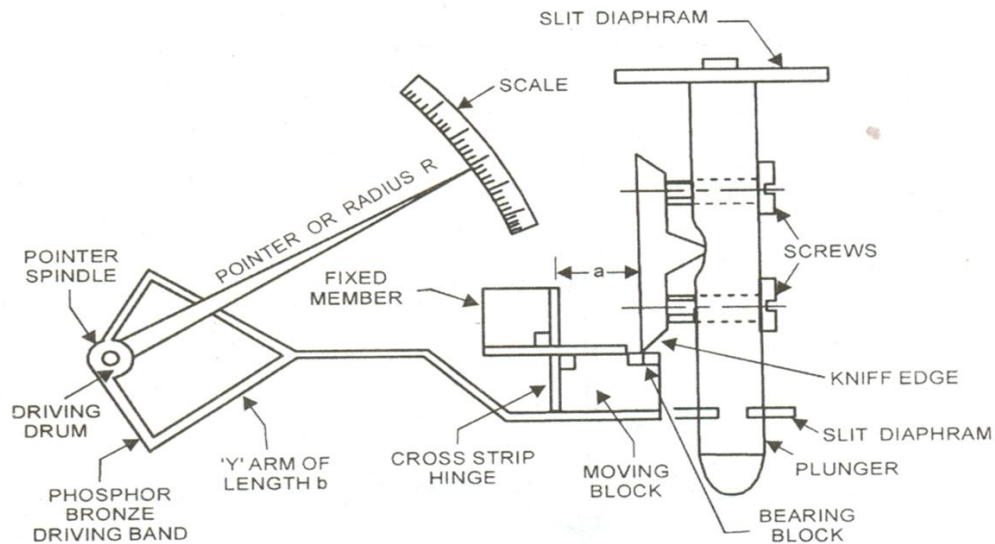 SLIT DIAPHRAM
SCALE
POINTER OR RADIUS R
POINTER
SPINDLE
FIXED
MEMBER
a
SCREWS
KNIFF EDGE
DRIVING
DRUM
SLIT DIAPHRAM
PLUNGER
'Y' ARM OF
LENGTH b
CROSS STRIP
HINGE
MOVING
BLOCK
PHOSPHOR
BRONZE
DRIVING BAND
BEARING
BLOCK